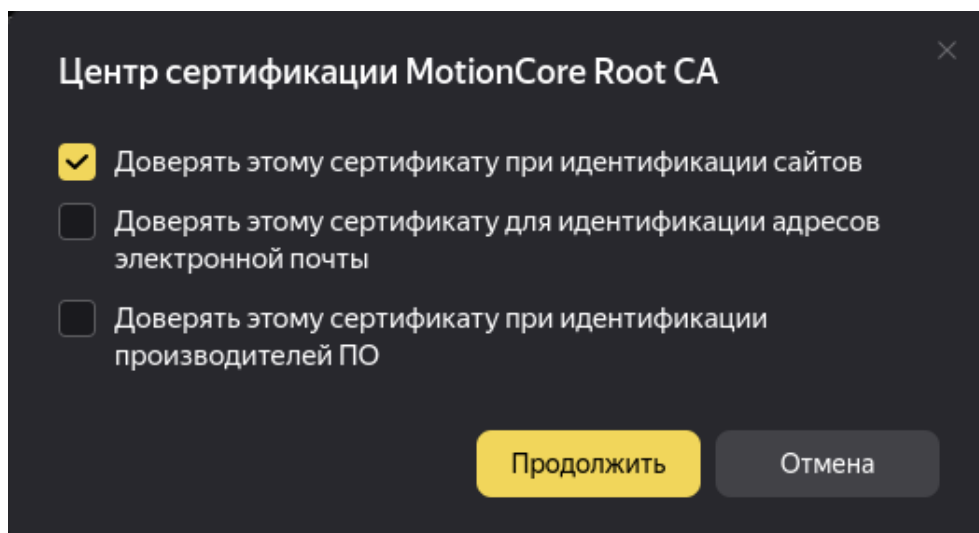 Центр сертификации MotionCore Root CA
Доверять этому сертификату при идентификации сайтов
Доверять этому сертификату для идентификации адресов
электронной почты
Доверять этому сертификату при идентификации
производителей ПО
Продолжить
Отмена